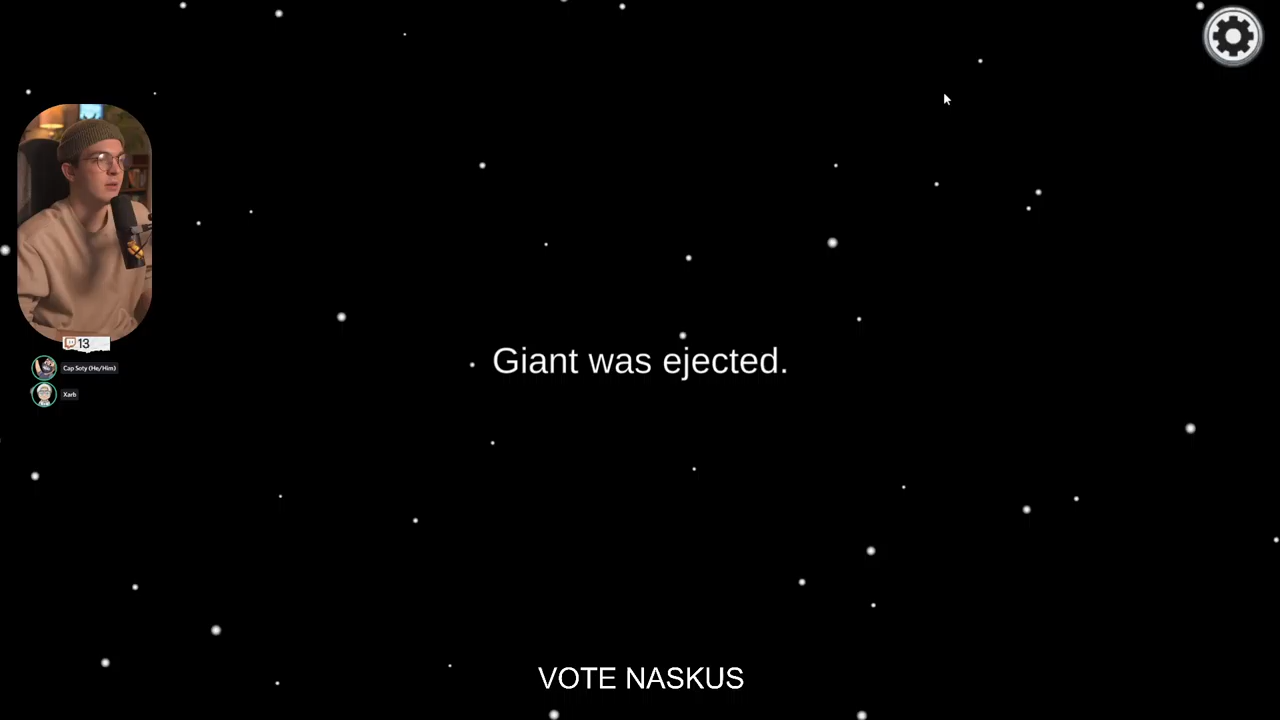 13
Cap Soty (He/Him)
Xarb
Giant was ejected.
VOTE NASKUS